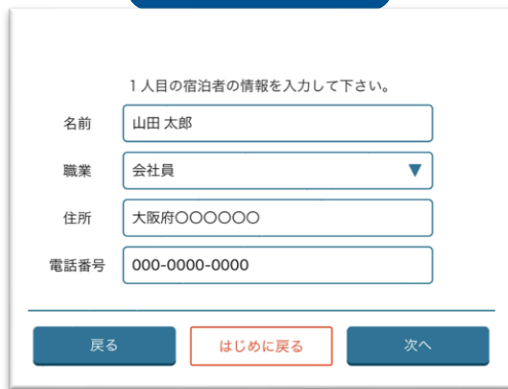 1人目の宿泊者の情報を入力して下さい。
名前 山田 太郎
職業 会社員 ▼
住所 大阪府〇〇〇〇〇〇
電話番号 000-0000-0000
戻る はじめに戻る 次へ